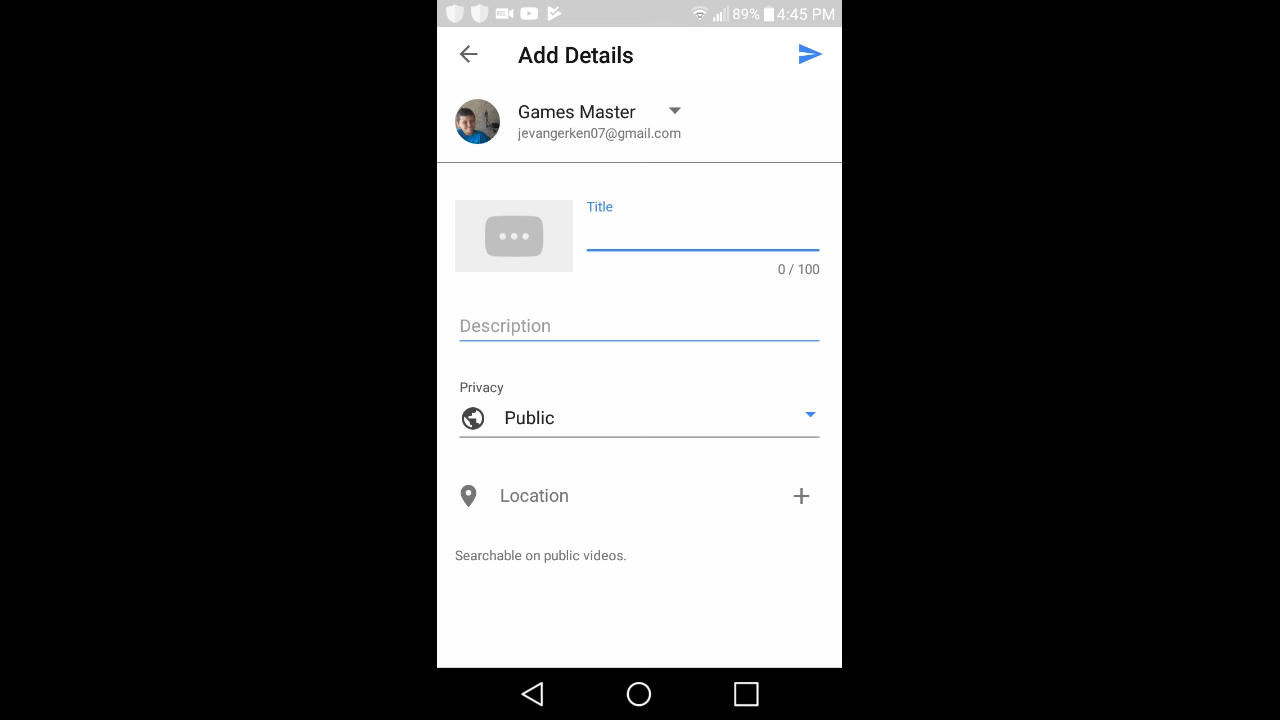 89% 4:45 PM
Add Details
Games Master
jevangerken07@gmail.com
Title
0 / 100
Description
Privacy
Public
Location
Searchable on public videos.